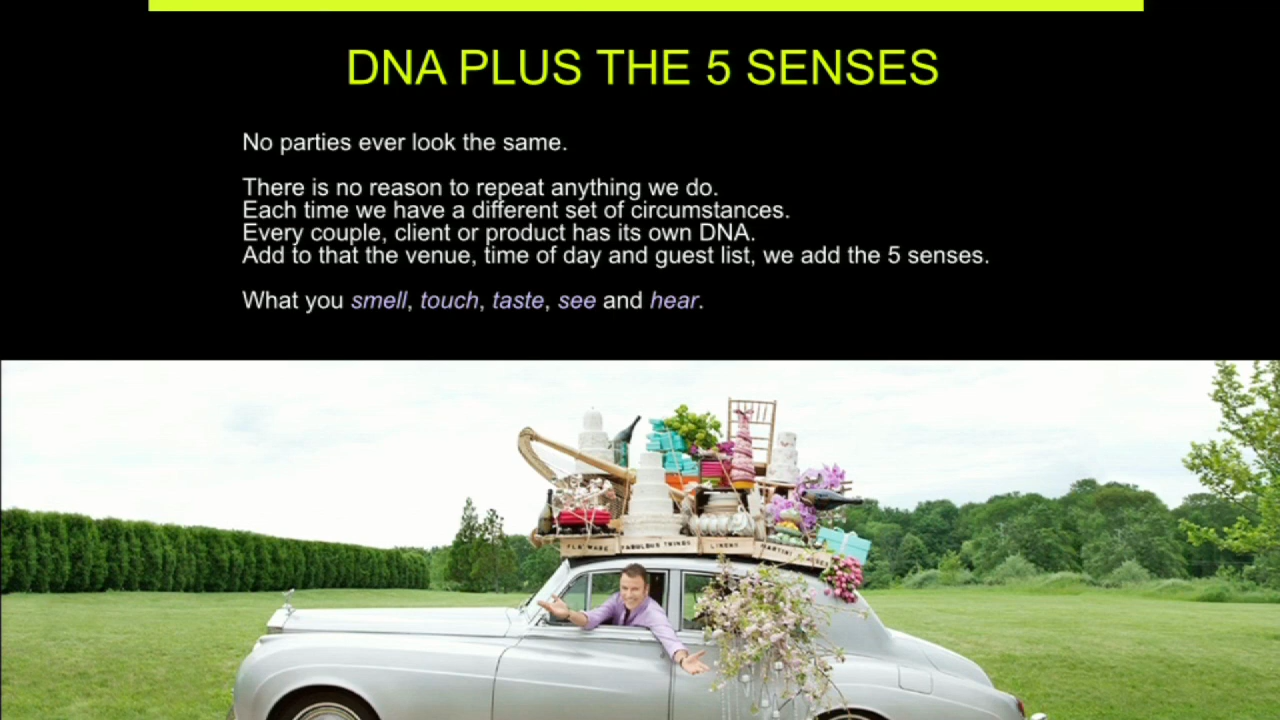 DNA PLUS THE 5 SENSES
No parties ever look the same.
There is no reason to repeat anything we do.
Each time we have a different set of circumstances.
Every couple, client or product has its own DNA.
Add to that the venue, time of day and guest list, we add the 5 senses.
What you smell, touch, taste, see and hear.
FABULOUS THINGS
LINENS